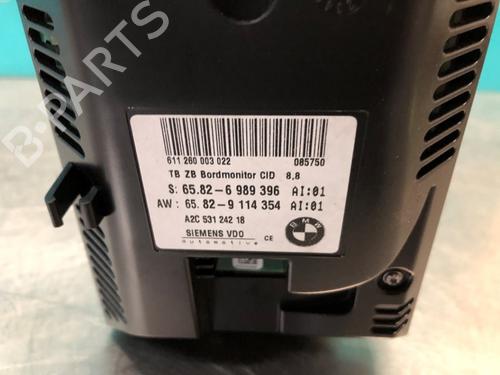 B-PARTS
611 260 003 022 085750
TB ZB Bordmonitor CID 8,8
S: 65.82-6 989 396 AI:01
AW: 65.82-9 114 354 AI:01
A2C 531 242 18
SIEMENS VDO CE
automotive
BMW